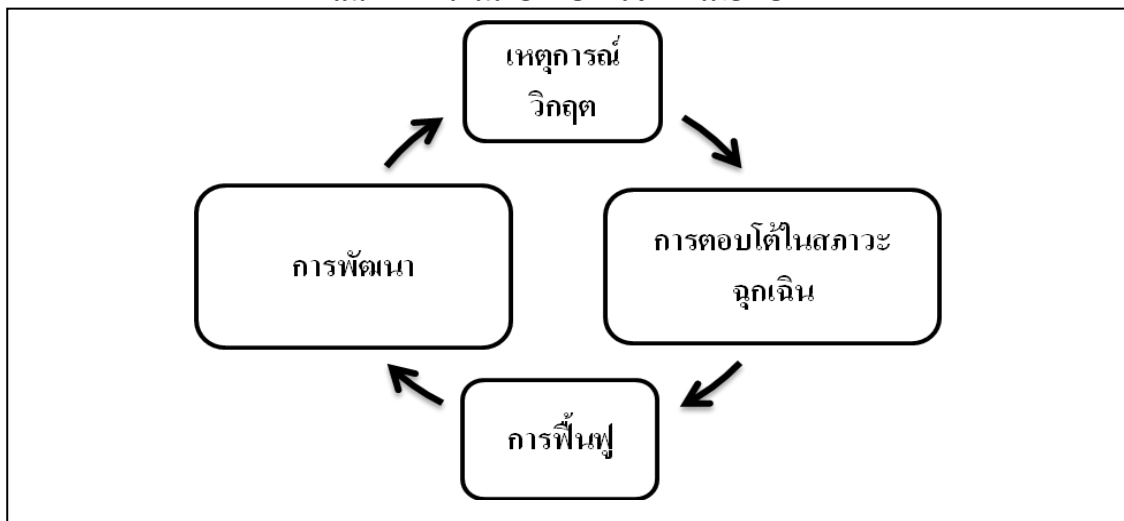 เหตุการณ์
วิกฤต
การตอบโต้ในสภาวะ
ฉุกเฉิน
การพัฒนา
การฟื้นฟู